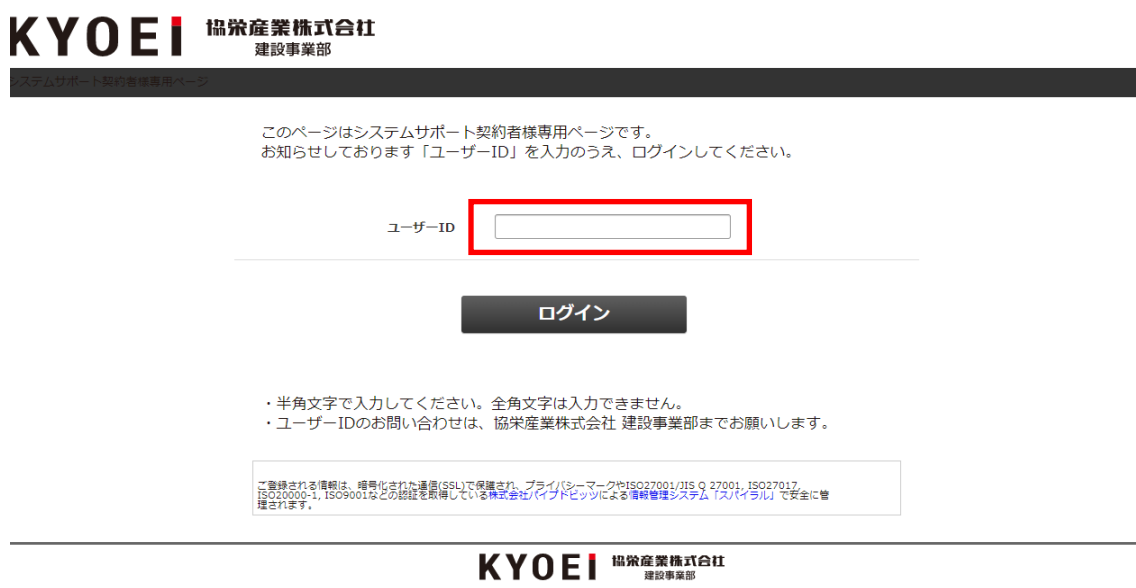 KYOEI 協栄産業株式会社
建設事業部
システムサポート契約者様専用ページ
このページはシステムサポート契約者様専用ページです。
お知らせしております「ユーザーID」を入力のうえ、ログインしてください。
ユーザーID
ログイン
・半角文字で入力してください。全角文字は入力できません。
・ユーザーIDのお問い合わせは、協栄産業株式会社 建設事業部までお願いします。
ご登録される情報は、暗号化された通信(SSL)で保護され、プライバシーマークやISO27001/JIS Q 27001, ISO27017,
ISO20000-1, ISO9001などの認証を取得している株式会社パイプドビッツによる情報管理システム「スパイラル」で安全に管
理されます。
KYOEI 協栄産業株式会社
建設事業部